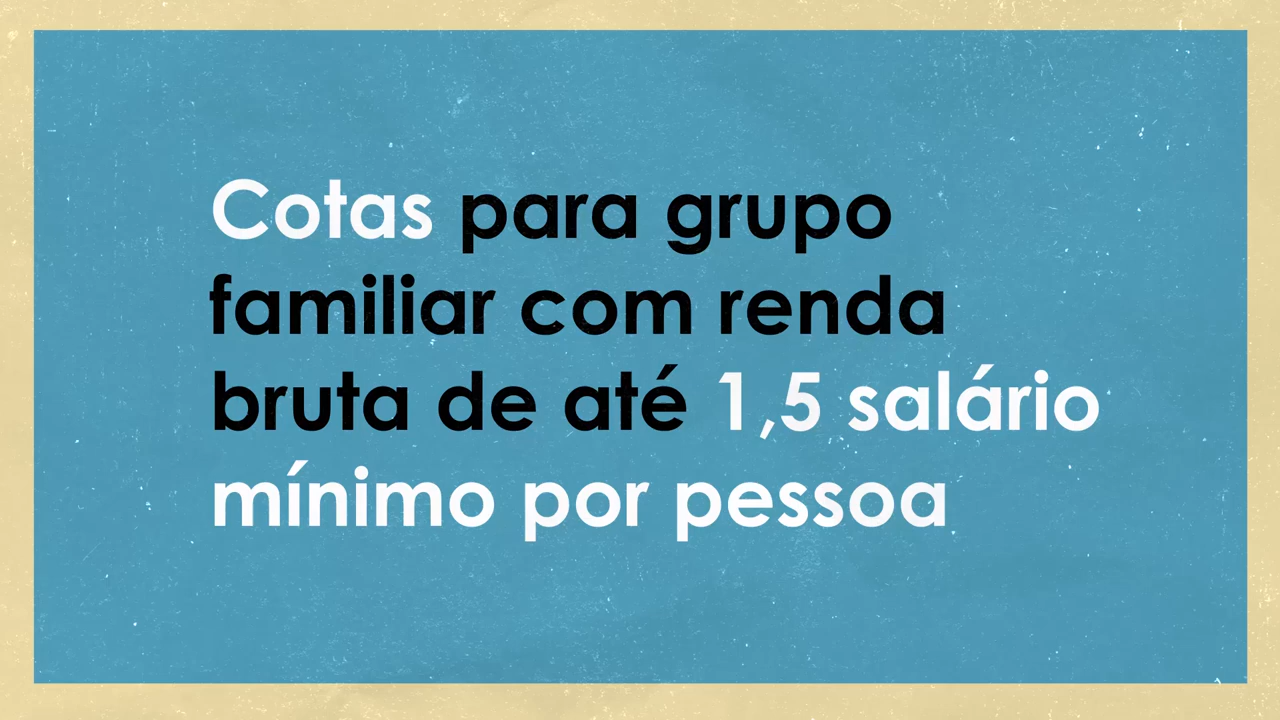 Cotas para grupo
familiar com renda
bruta de até 1,5 salário
mínimo por pessoa